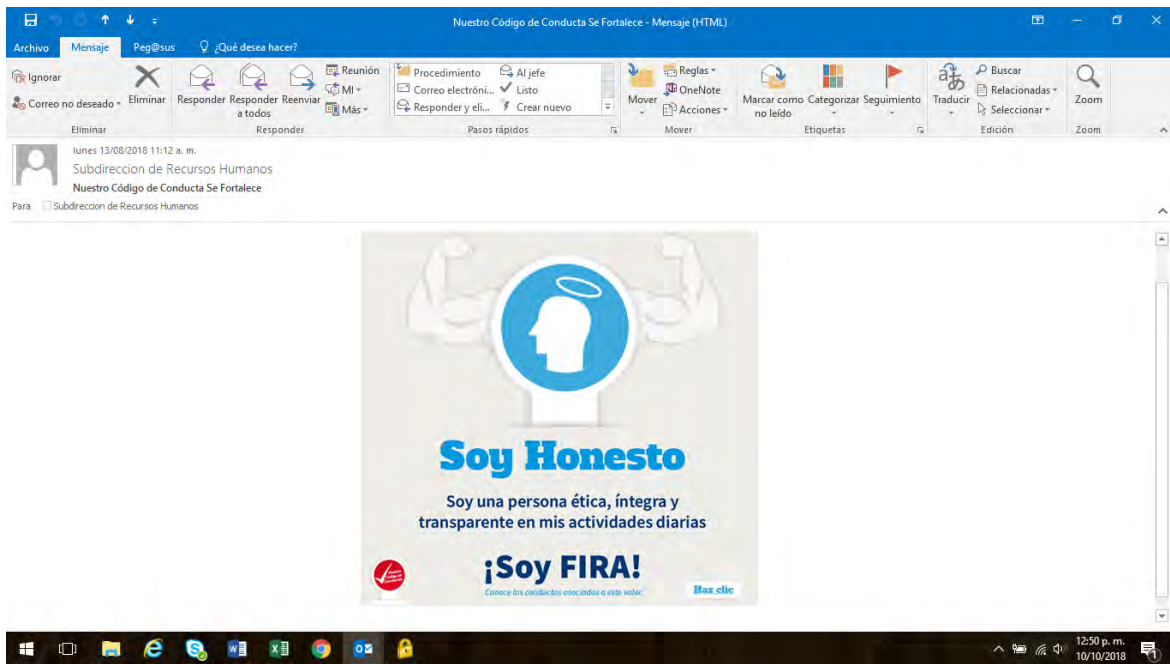 Nuestro Código de Conducta Se Fortalece - Mensaje (HTML)
Archivo Mensaje Peg@sus ¿Qué desea hacer?
Ignorar
Correo no deseado
Eliminar
Eliminar
Responder
Responder a todos
Reenviar
Reunión
MI
Más
Responder
Procedimiento
Correo electróni...
Responder y eli...
Al jefe
Listo
Crear nuevo
Pasos rápidos
Mover
Reglas
OneNote
Acciones
Mover
Marcar como no leído
Categorizar
Seguimiento
Etiquetas
Traducir
Buscar
Relacionadas
Seleccionar
Edición
Zoom
Zoom
lunes 13/08/2018 11:12 a. m.
Subdireccion de Recursos Humanos
Nuestro Código de Conducta Se Fortalece
Para Subdireccion de Recursos Humanos
Soy Honesto
Soy una persona ética, íntegra y
transparente en mis actividades diarias
¡Soy FIRA!
Conoce las conductas asociadas a este valor.
Haz clic
12:50 p. m.
10/10/2018